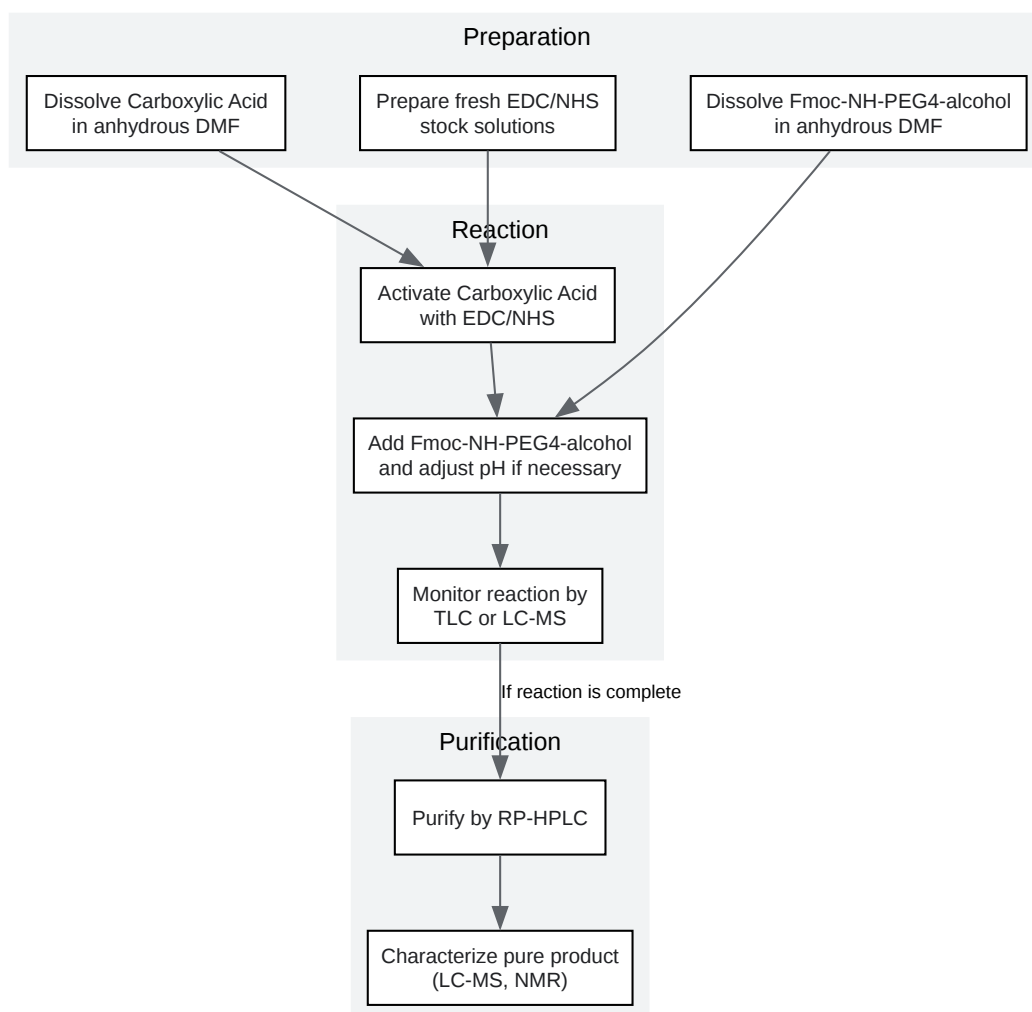 Preparation
Dissolve Carboxylic Acid
in anhydrous DMF
Prepare fresh EDC/NHS
stock solutions
Dissolve Fmoc-NH-PEG4-alcohol
in anhydrous DMF
Reaction
Activate Carboxylic Acid
with EDC/NHS
Add Fmoc-NH-PEG4-alcohol
and adjust pH if necessary
Monitor reaction by
TLC or LC-MS
If reaction is complete
Purification
Purify by RP-HPLC
Characterize pure product
(LC-MS, NMR)